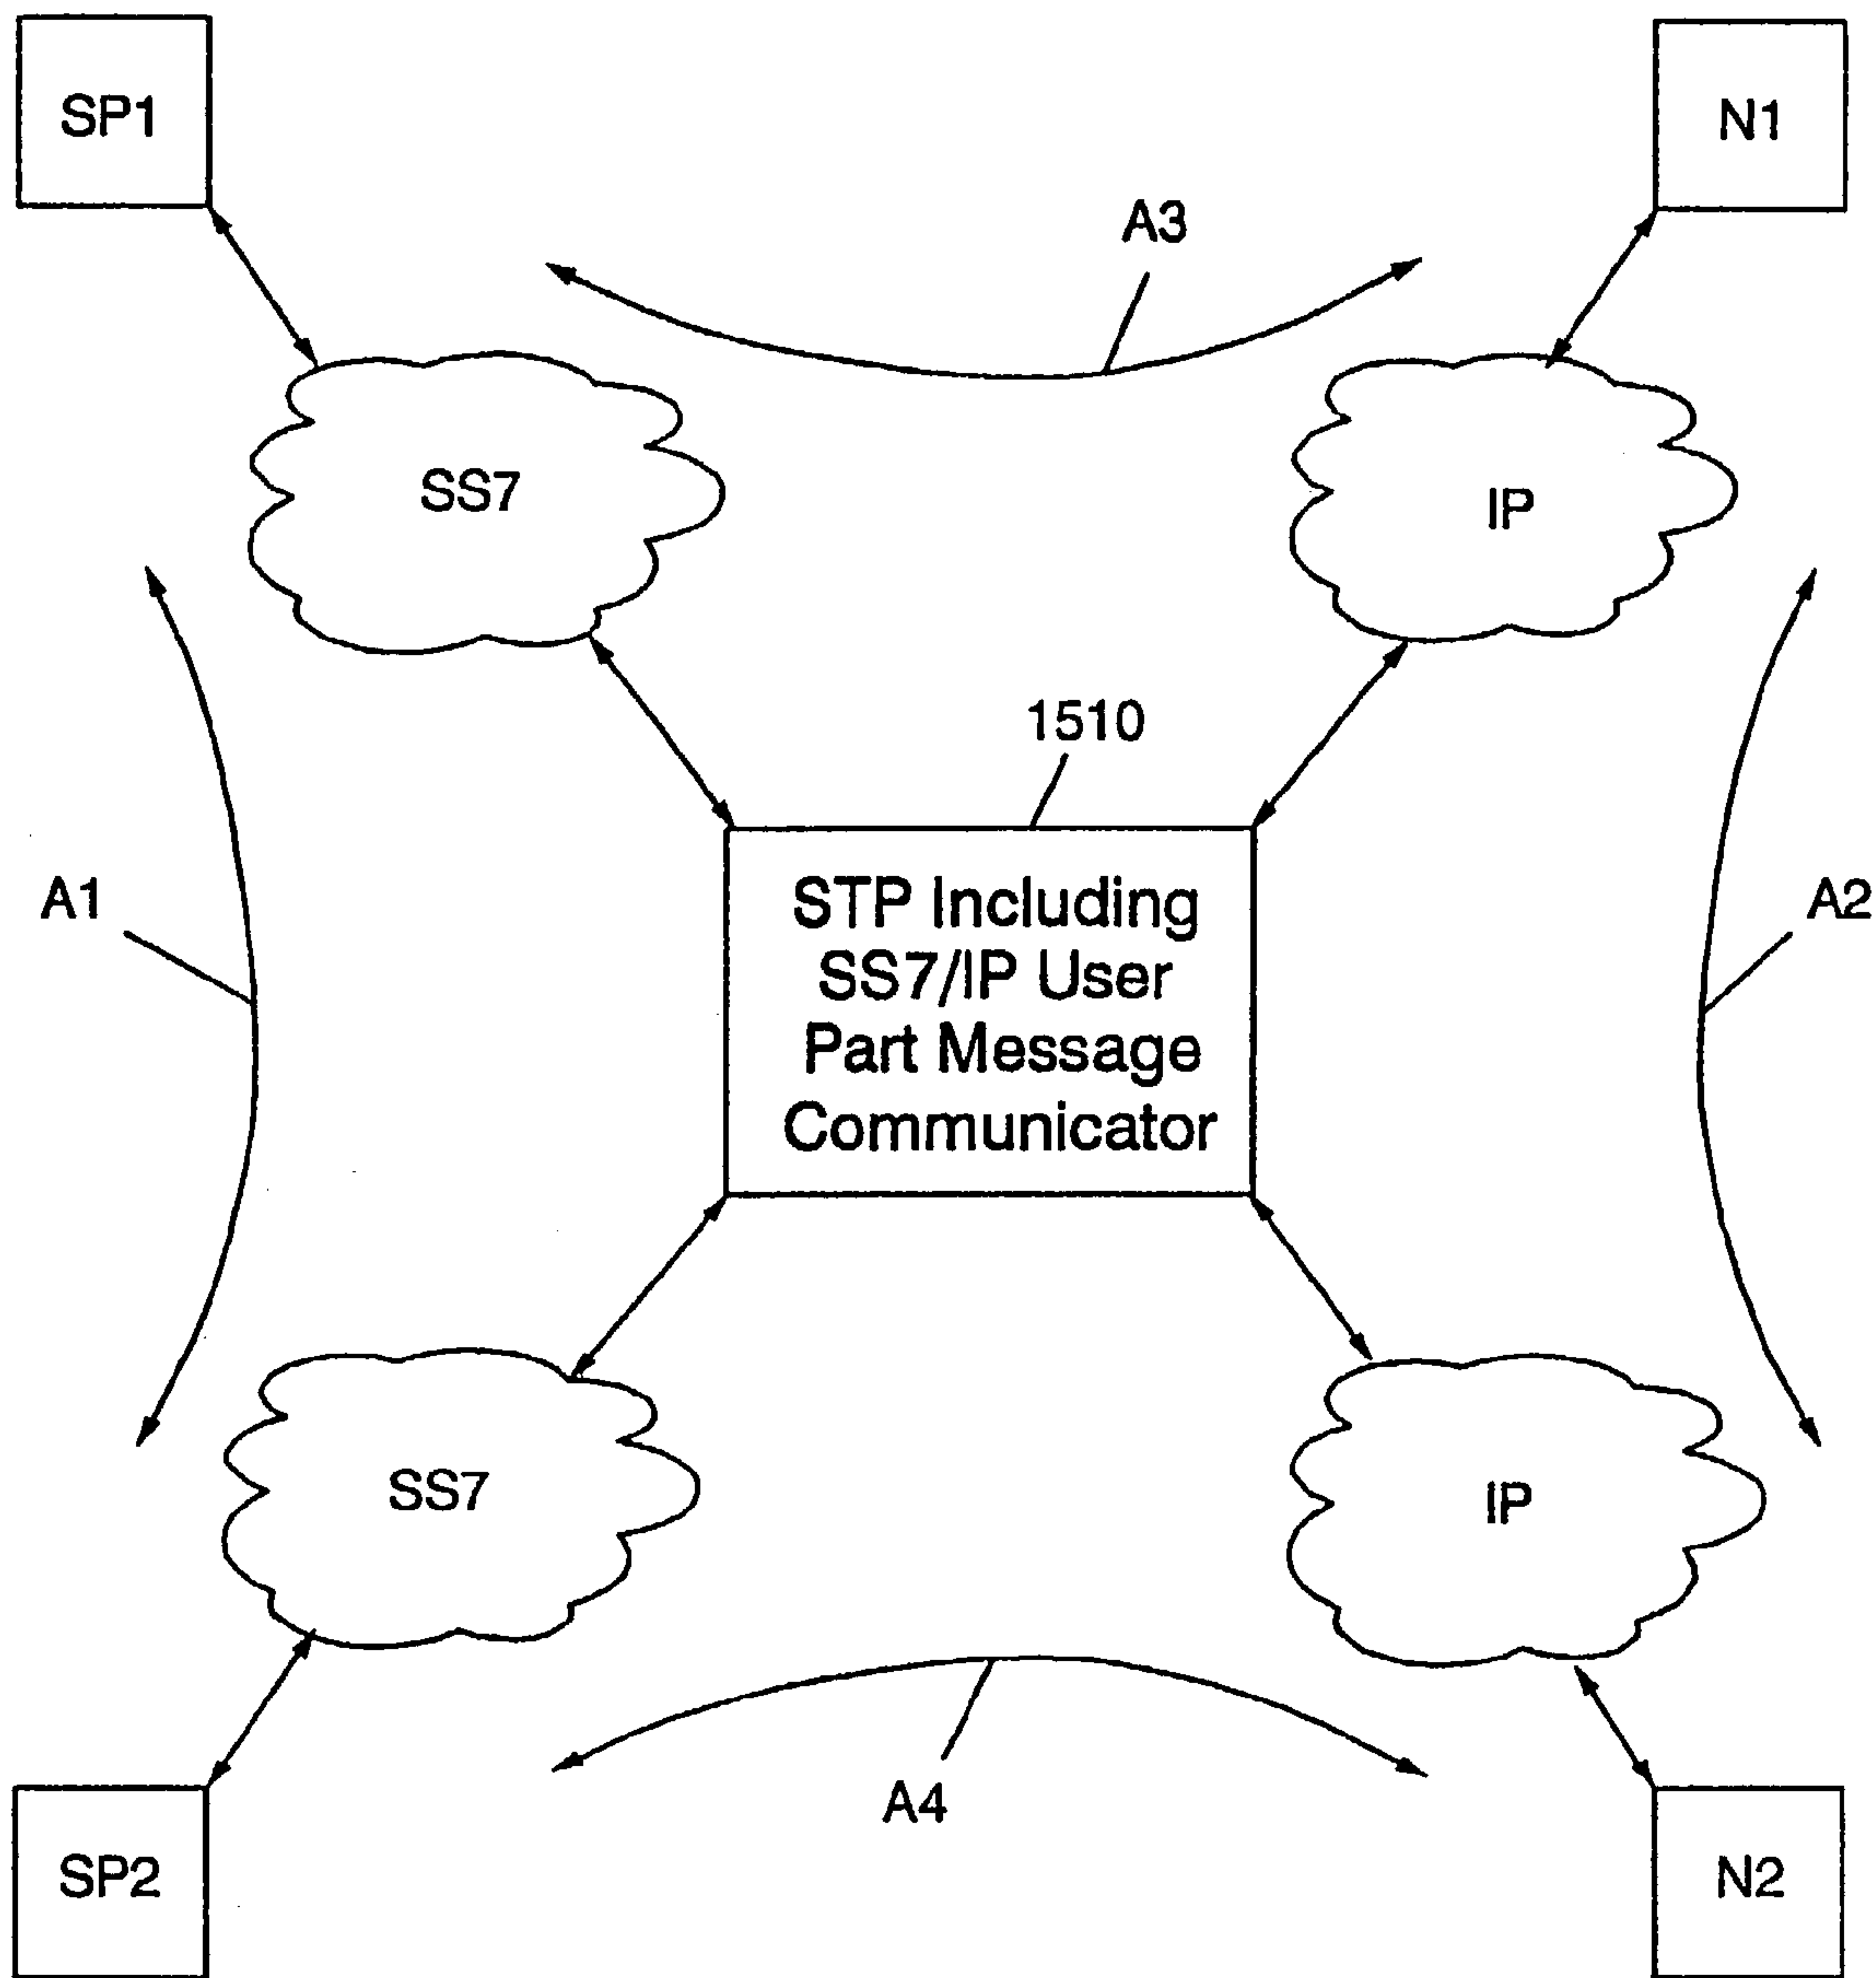 SP1
N1
A3
SS7
IP
1510
A1
STP Including
SS7/IP User
Part Message
Communicator
A2
SS7
IP
A4
SP2
N2